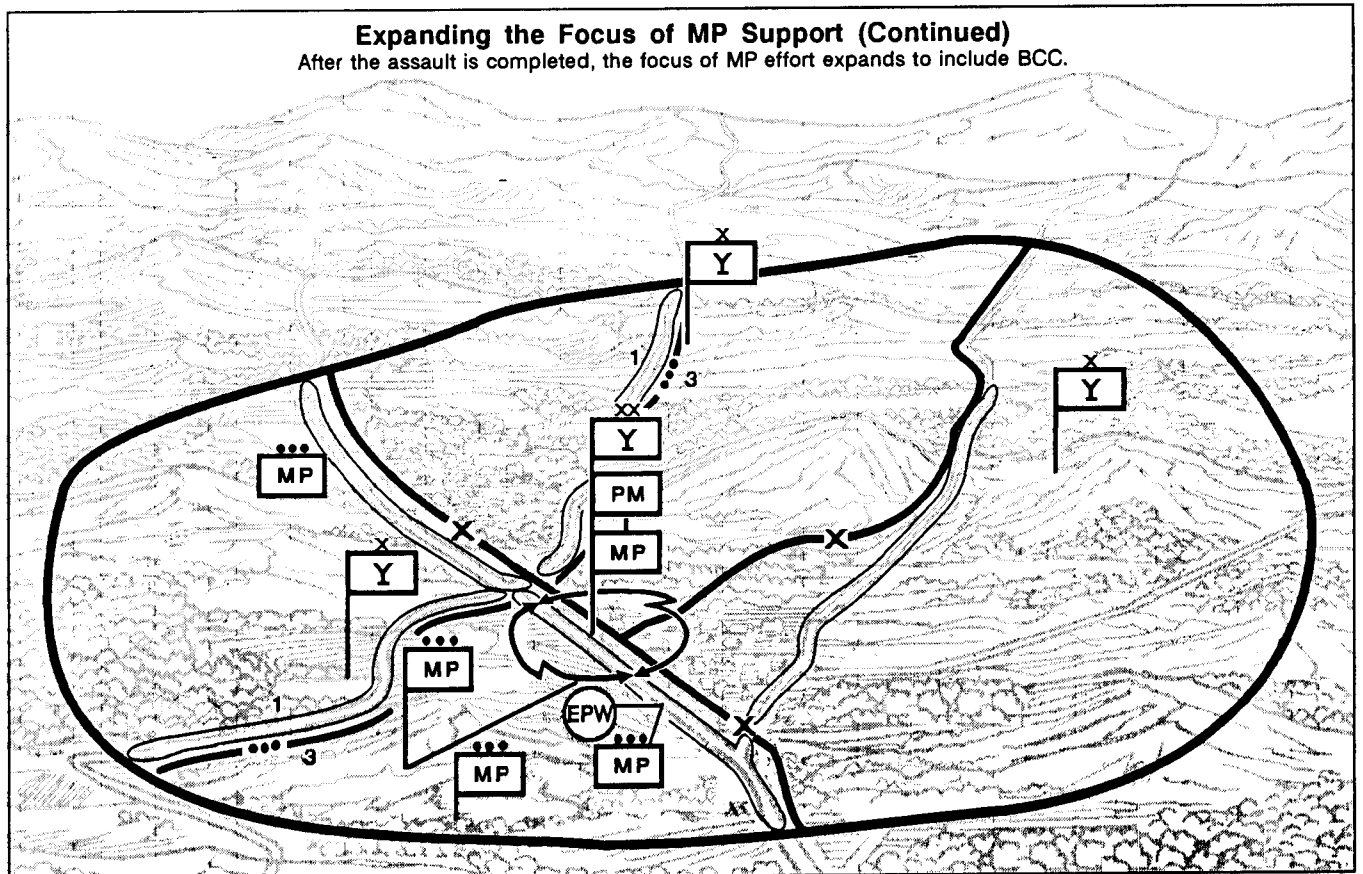 Expanding the Focus of MP Support (Continued)
After the assault is completed, the focus of MP effort expands to include BCC.
X
Y
1
3
XX
Y
X
Y
MP
PM
MP
X
X
X
Y
MP
1
3
EPW
MP
MP
X